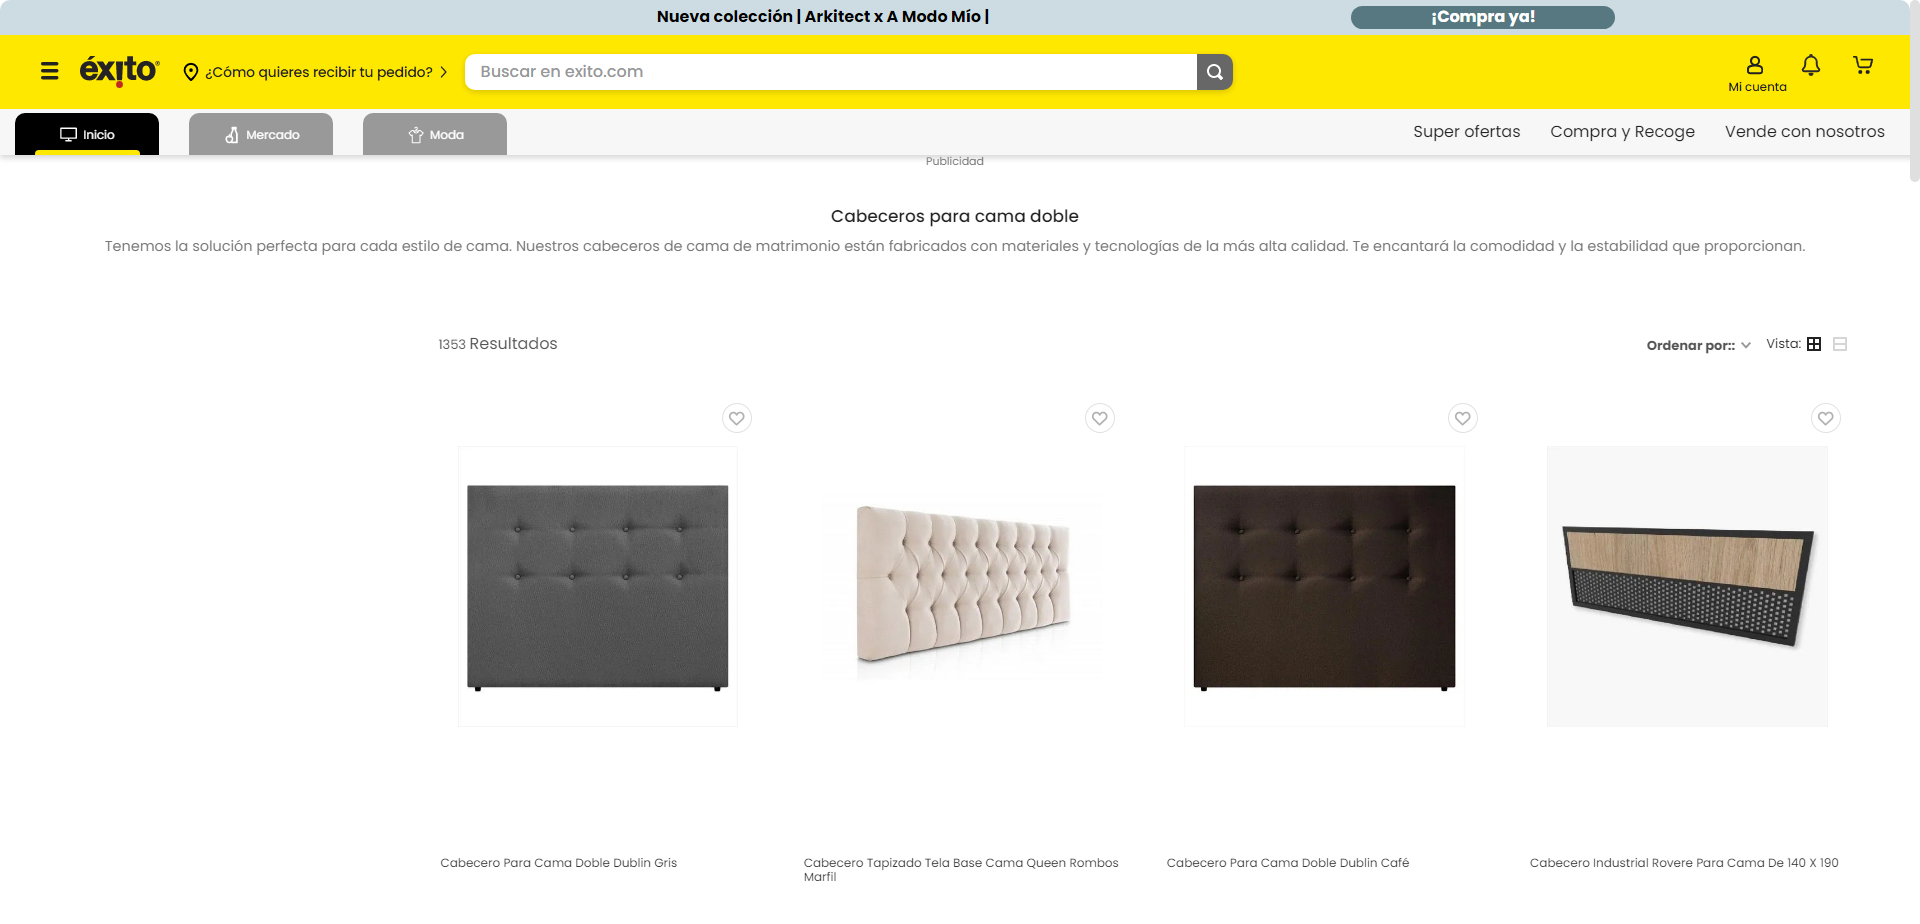 Nueva colección | Arkitect x A Modo Mío |
¡Compra ya!
éxito
¿Cómo quieres recibir tu pedido?
Buscar en exito.com
Mi cuenta
Inicio
Mercado
Moda
Super ofertas
Compra y Recoge
Vende con nosotros
Publicidad
Cabeceros para cama doble
Tenemos la solución perfecta para cada estilo de cama. Nuestros cabeceros de cama de matrimonio están fabricados con materiales y tecnologías de la más alta calidad. Te encantará la comodidad y la estabilidad que proporcionan.
1353 Resultados
Ordenar por::
Vista:
Cabecero Para Cama Doble Dublin Gris
Cabecero Tapizado Tela Base Cama Queen Rombos
Marfil
Cabecero Para Cama Doble Dublin Café
Cabecero Industrial Rovere Para Cama De 140 X 190